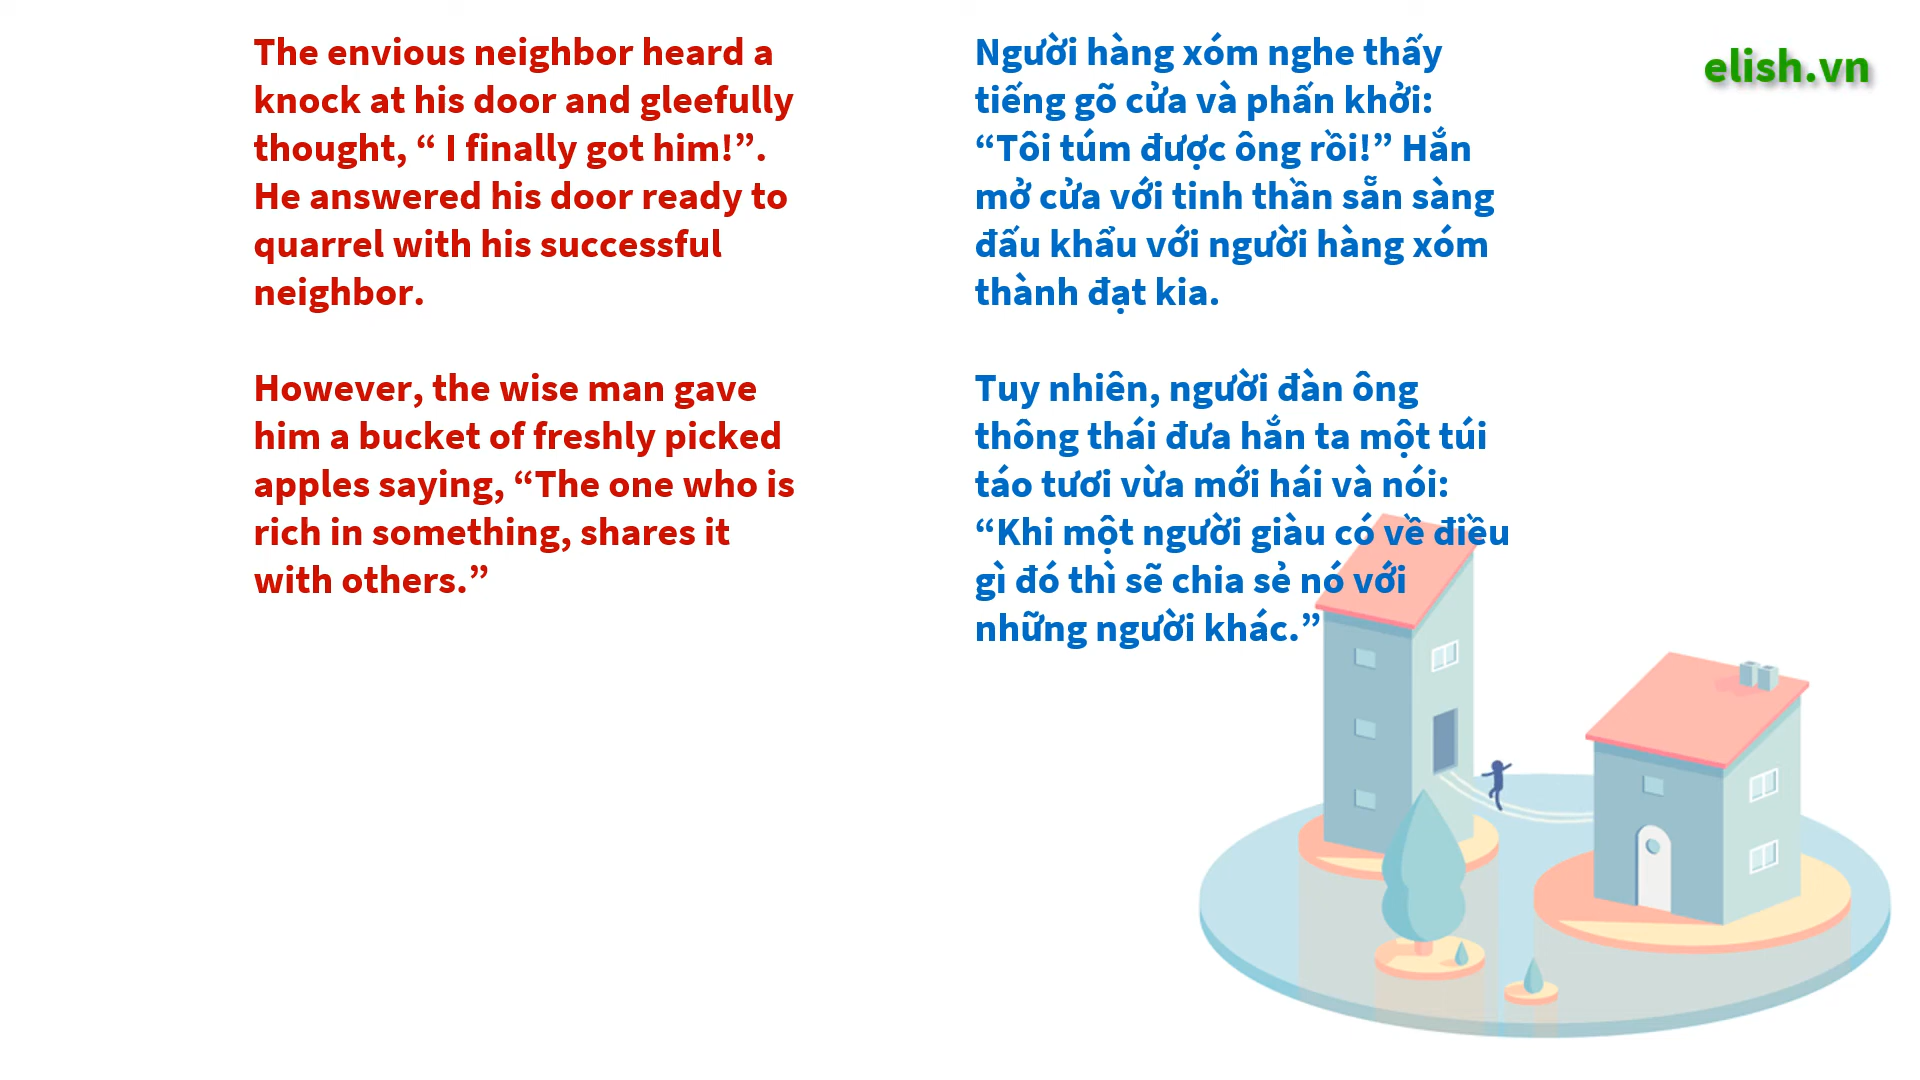 The envious neighbor heard a
knock at his door and gleefully
thought, “ I finally got him!”.
He answered his door ready to
quarrel with his successful
neighbor.
However, the wise man gave
him a bucket of freshly picked
apples saying, “The one who is
rich in something, shares it
with others.”
Người hàng xóm nghe thấy
tiếng gõ cửa và phấn khởi:
“Tôi túm được ông rồi!” Hắn
mở cửa với tinh thần sẵn sàng
đấu khẩu với người hàng xóm
thành đạt kia.
Tuy nhiên, người đàn ông
thông thái đưa hắn ta một túi
táo tươi vừa mới hái và nói:
“Khi một người giàu có về điều
gì đó thì sẽ chia sẻ nó với
những người khác.”
elish.vn